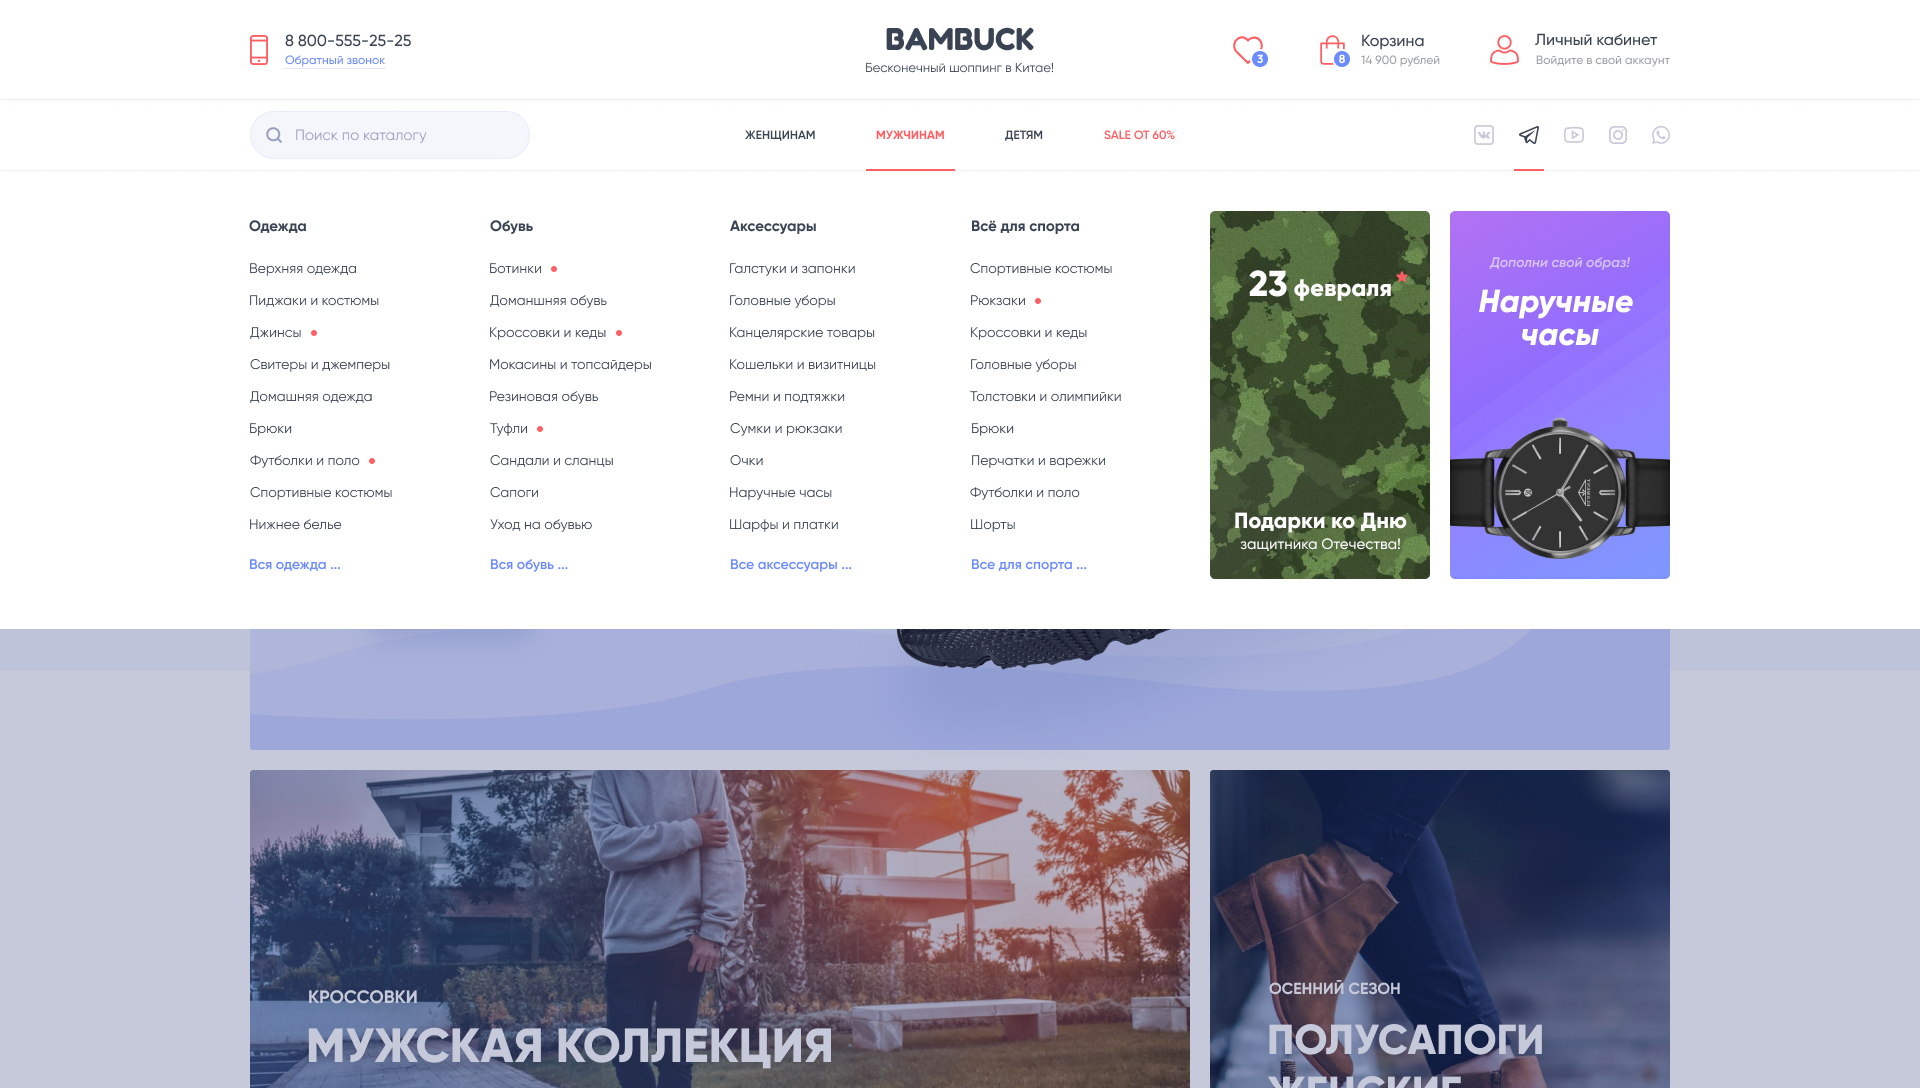 8 800-555-25-25
Обратный звонок
BAMBUCK
Бесконечный шоппинг в Китае!
3
8
Корзина
14 900 рублей
Личный кабинет
Войдите в свой аккаунт
Поиск по каталогу
ЖЕНЩИНАМ
МУЖЧИНАМ
ДЕТЯМ
SALE ОТ 60%
Одежда
Верхняя одежда
Пиджаки и костюмы
Джинсы
Свитеры и джемперы
Домашняя одежда
Брюки
Футболки и поло
Спортивные костюмы
Нижнее белье
Вся одежда ...
Обувь
Ботинки
Доманшняя обувь
Кроссовки и кеды
Мокасины и топсайдеры
Резиновая обувь
Туфли
Сандали и сланцы
Сапоги
Уход на обувью
Вся обувь ...
Аксессуары
Галстуки и запонки
Головные уборы
Канцелярские товары
Кошельки и визитницы
Ремни и подтяжки
Сумки и рюкзаки
Очки
Наручные часы
Шарфы и платки
Все аксессуары ...
Всё для спорта
Спортивные костюмы
Рюкзаки
Кроссовки и кеды
Головные уборы
Толстовки и олимпийки
Брюки
Перчатки и варежки
Футболки и поло
Шорты
Все для спорта ...
23 февраля
Подарки ко Дню
защитника Отечества!
Дополни свой образ!
Наручные
часы
КРОССОВКИ
МУЖСКАЯ КОЛЛЕКЦИЯ
ОСЕННИЙ СЕЗОН
ПОЛУСАПОГИ
ЖЕНСКИЕ